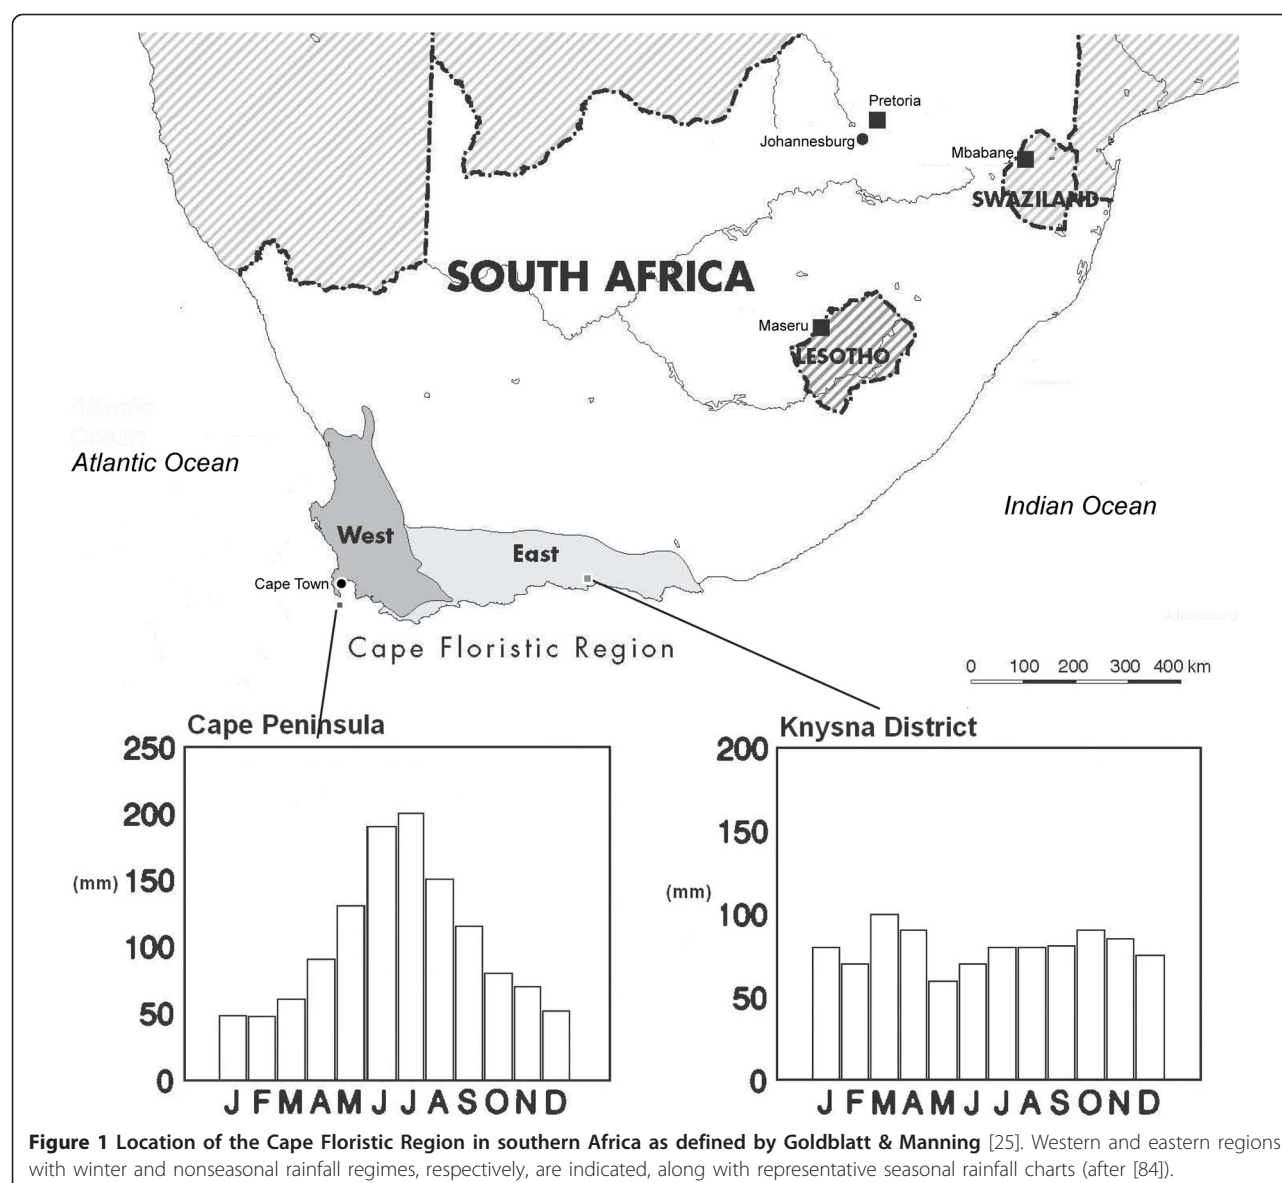 Pretoria
Johannesburg
Mbabane
SWAZILAND
SOUTH AFRICA
Maseru
LESOTHO
Atlantic
Ocean
Atlantic Ocean
Indian Ocean
West
East
Cape Town
Johannesburg
Cape Floristic Region
0 100 200 300 400 km
Cape Peninsula
250
200
(mm) 150
100
50
0
J F M A M J J A S O N D
Knysna District
200
150
(mm)
100
50
0
J F M A M J J A S O N D
Figure 1 Location of the Cape Floristic Region in southern Africa as defined by Goldblatt & Manning [25]. Western and eastern regions
with winter and nonseasonal rainfall regimes, respectively, are indicated, along with representative seasonal rainfall charts (after [84]).